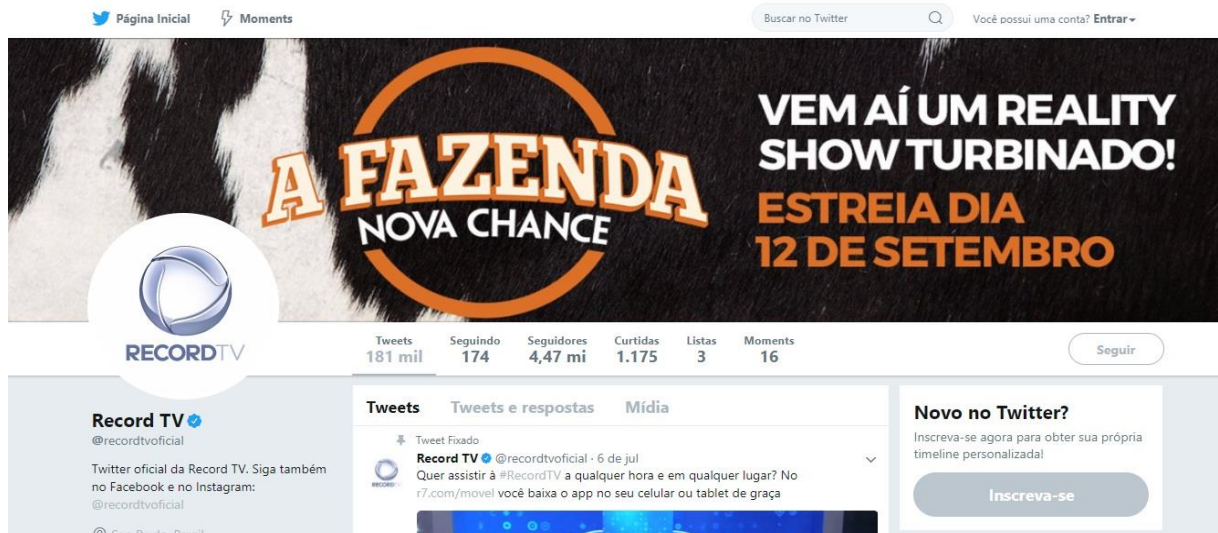 Página Inicial
Moments
Buscar no Twitter
Você possui uma conta? Entrar
A FAZENDA
NOVA CHANCE
VEM AÍ UM REALITY
SHOW TURBINADO!
ESTREIA DIA
12 DE SETEMBRO
RECORDTV
Tweets Seguindo Seguidores Curtidas Listas Moments
181 mil 174 4,47 mi 1.175 3 16
Seguir
Record TV
@recordtvoficial
Twitter oficial da Record TV. Siga também
no Facebook e no Instagram:
@recordtvoficial
Tweets Tweets e respostas Mídia
Tweet Fixado
Record TV @recordtvoficial · 6 de jul
Quer assistir à #RecordTV a qualquer hora e em qualquer lugar? No
r7.com/movel você baixa o app no seu celular ou tablet de graça
RECORDTV
Novo no Twitter?
Inscreva-se agora para obter sua própria
timeline personalizada!
Inscreva-se